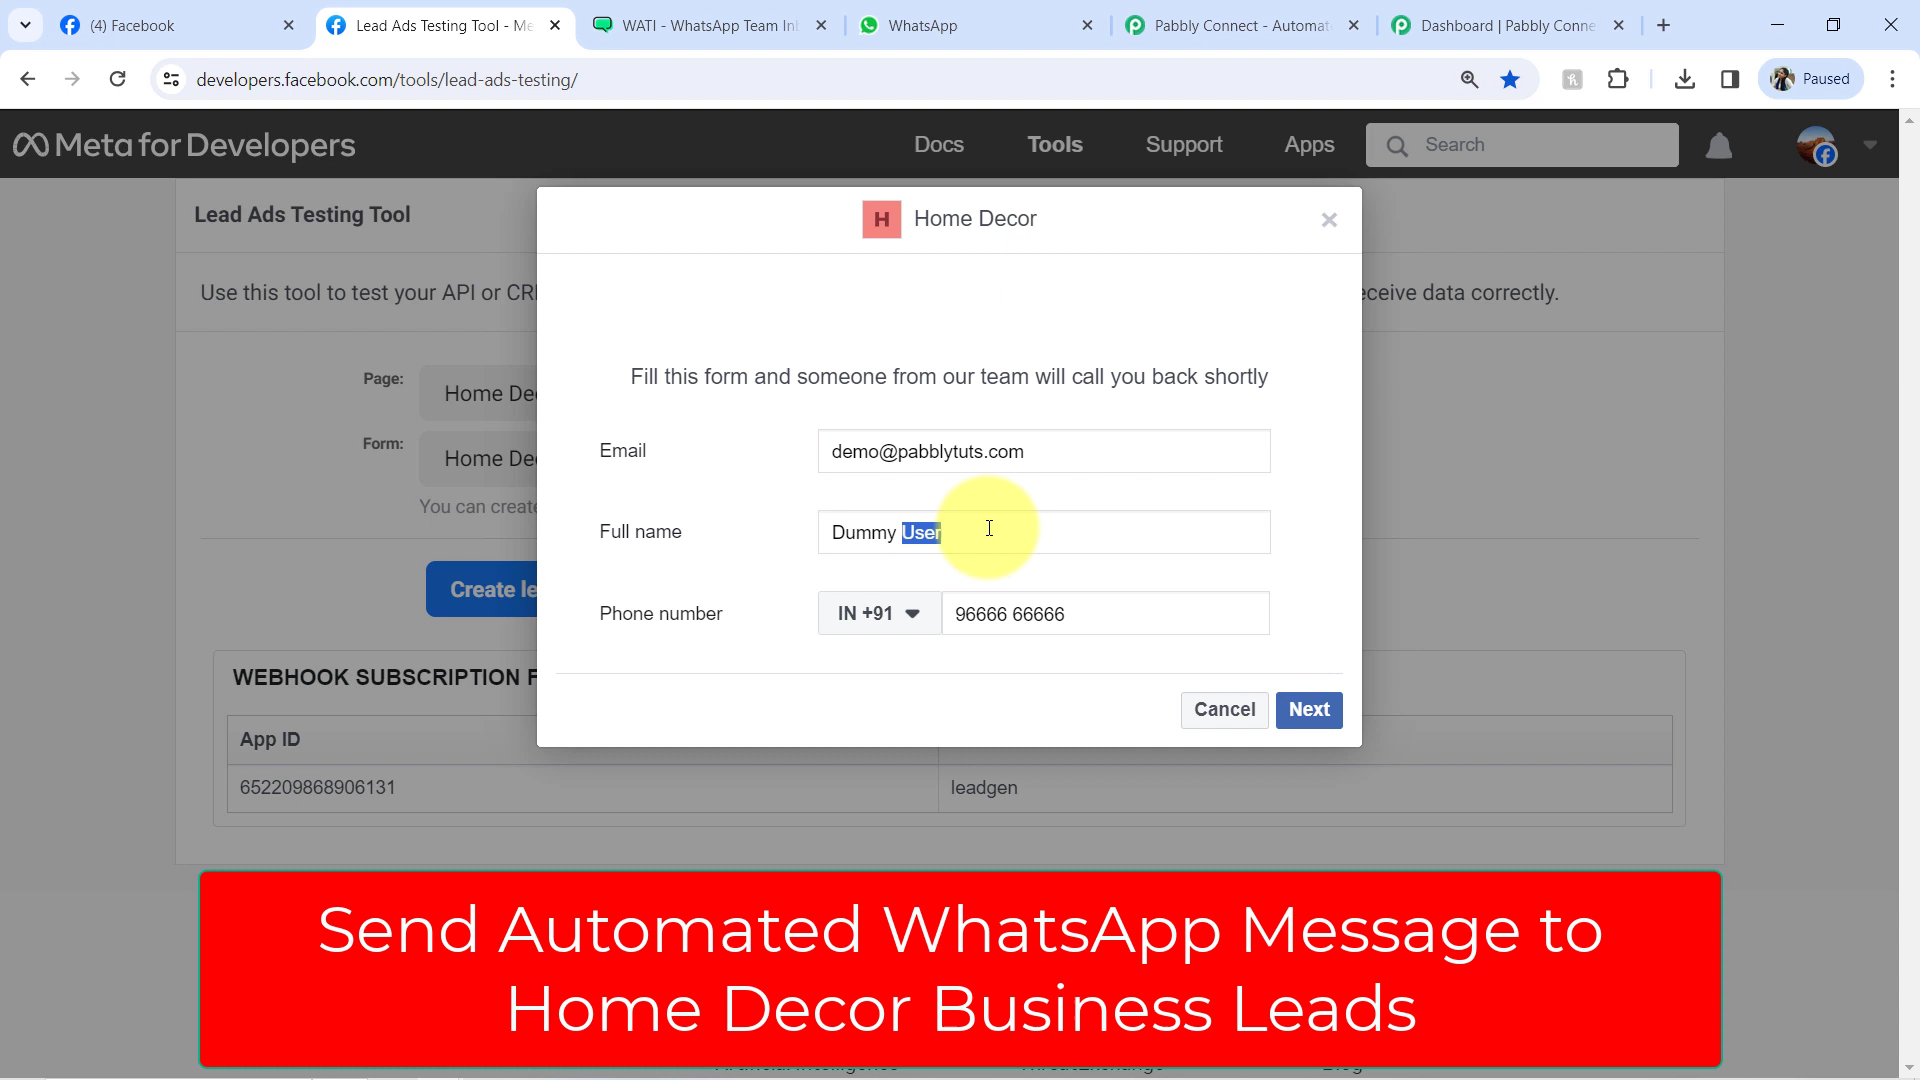 (4) Facebook
Lead Ads Testing Tool - Me
WATI - WhatsApp Team In
WhatsApp
Pabbly Connect - Automat
Dashboard | Pabbly Conne
developers.facebook.com/tools/lead-ads-testing/
Paused
Meta for Developers
Docs
Tools
Support
Apps
Search
Lead Ads Testing Tool
H Home Decor
Use this tool to test your API or CR
eceive data correctly.
Fill this form and someone from our team will call you back shortly
Page:
Home De
Form:
Home De
You can create
Email
demo@pabblytuts.com
Full name
Dummy User
Phone number
IN +91
96666 66666
Create le
Cancel
Next
WEBHOOK SUBSCRIPTION F
App ID
652209868906131
leadgen
Send Automated WhatsApp Message to
Home Decor Business Leads